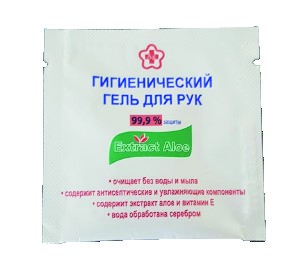 ГИГИЕНИЧЕСКИЙ
ГЕЛЬ ДЛЯ РУК
99,9 % ЗАЩИТЫ
Extract Aloe
• очищает без воды и мыла
• содержит антисептические и увлажняющие компоненты
• содержит экстракт алое и витамин Е
• вода обработана серебром